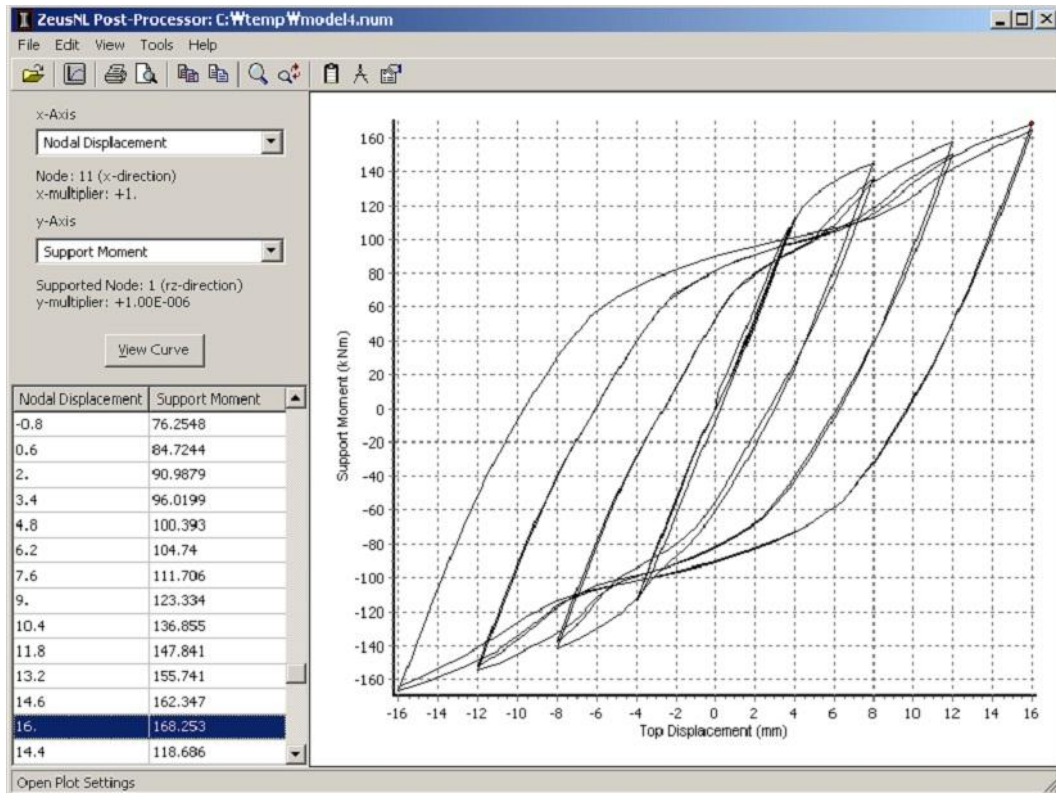 ZeusNL Post-Processor: C:₩temp₩model4.num
File Edit View Tools Help
x-Axis
Nodal Displacement
Node: 11 (x-direction)
x-multiplier: +1.
y-Axis
Support Moment
Supported Node: 1 (rz-direction)
y-multiplier: +1.00E-006
View Curve
Nodal Displacement Support Moment
-0.8 76.2548
0.6 84.7244
2. 90.9879
3.4 96.0199
4.8 100.393
6.2 104.74
7.6 111.706
9. 123.334
10.4 136.855
11.8 147.841
13.2 155.741
14.6 162.347
16. 168.253
14.4 118.686
160
140
120
100
80
60
40
20
0
-20
-40
-60
-80
-100
-120
-140
-160
Support Moment (kNm)
-16 -14 -12 -10 -8 -6 -4 -2 0 2 4 6 8 10 12 14 16
Top Displacement (mm)
Open Plot Settings